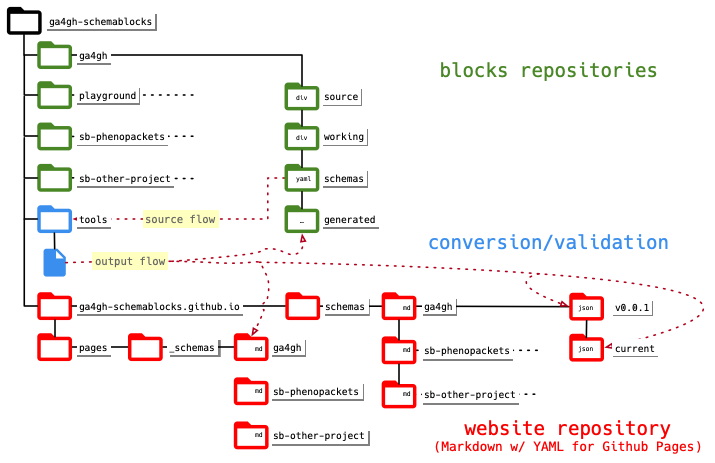 ga4gh-schemablocks
ga4gh
blocks repositories
playground
div
source
sb-phenopackets
div
working
sb-other-project
yaml
schemas
tools
source flow
…
generated
conversion/validation
output flow
ga4gh-schemablocks.github.io
schemas
md
ga4gh
json
v0.0.1
pages
_schemas
md
ga4gh
md
sb-phenopackets
json
current
md
sb-phenopackets
md
sb-other-project
md
sb-other-project
website repository
(Markdown w/ YAML for Github Pages)